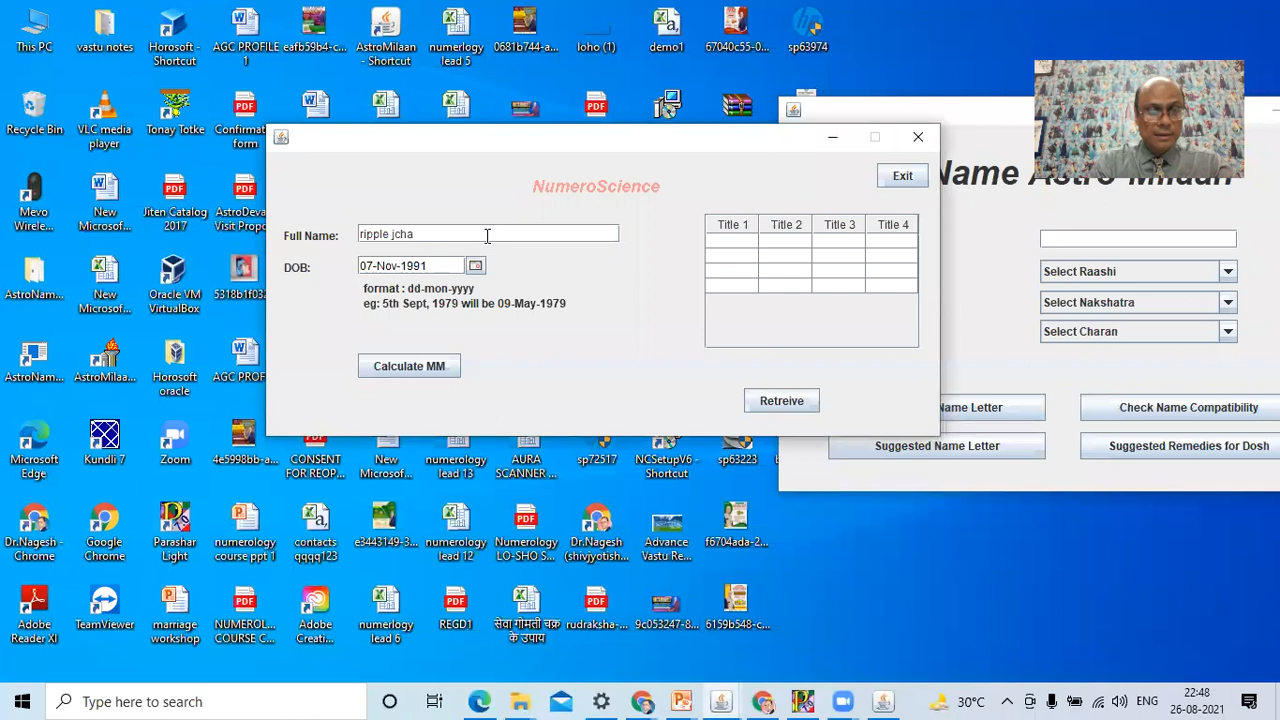 This PC
vastu notes
Horosoft - Shortcut
AGC PROFILE 1
eafb59b4-c...
AstroMilaan - Shortcut
numerology lead 5
0681b744-a...
loho (1)
demo1
67040c55-0...
sp63974
Recycle Bin
VLC media player
Tonay Totke
Confirmat form
Mevo Wirele...
New Microsof...
Jiten Catalog 2017
AstroDeva Visit Propo
AstroNam...
New Microsof...
Oracle VM VirtualBox
5318b1f03
AstroNam...
AstroMilaa...
Horosoft oracle
AGC PROF
NumeroScience
Exit
Full Name:
ripple jcha
DOB:
07-Nov-1991
format : dd-mon-yyyy
eg: 5th Sept, 1979 will be 09-May-1979
Title 1
Title 2
Title 3
Title 4
Calculate MM
Retreive
Name Astro Milaan
Select Raashi
Select Nakshatra
Select Charan
Name Letter
Check Name Compatibility
Suggested Name Letter
Suggested Remedies for Dosh
Microsoft Edge
Kundli 7
Zoom
4e5998bb-a...
CONSENT FOR REOP...
New Microsof...
numerology lead 13
AURA SCANNER ...
sp72517
NCSetupV6 - Shortcut
sp63223
Dr.Nagesh - Chrome
Google Chrome
Parashar Light
numerology course ppt 1
contacts qqqq123
e3443149-3...
numerology lead 12
Numerology LO-SHO S...
Dr.Nagesh (shivjyotish...
Advance Vastu Re...
f6704ada-2...
Adobe Reader XI
TeamViewer
marriage workshop
NUMEROL... COURSE C...
Adobe Creati...
numerlogy lead 6
REGD1
सेवा गोमती चक्र के उपाय
rudraksha-...
9c053247-8...
6159b548-c...
Type here to search
30°C
ENG
22:48
26-08-2021